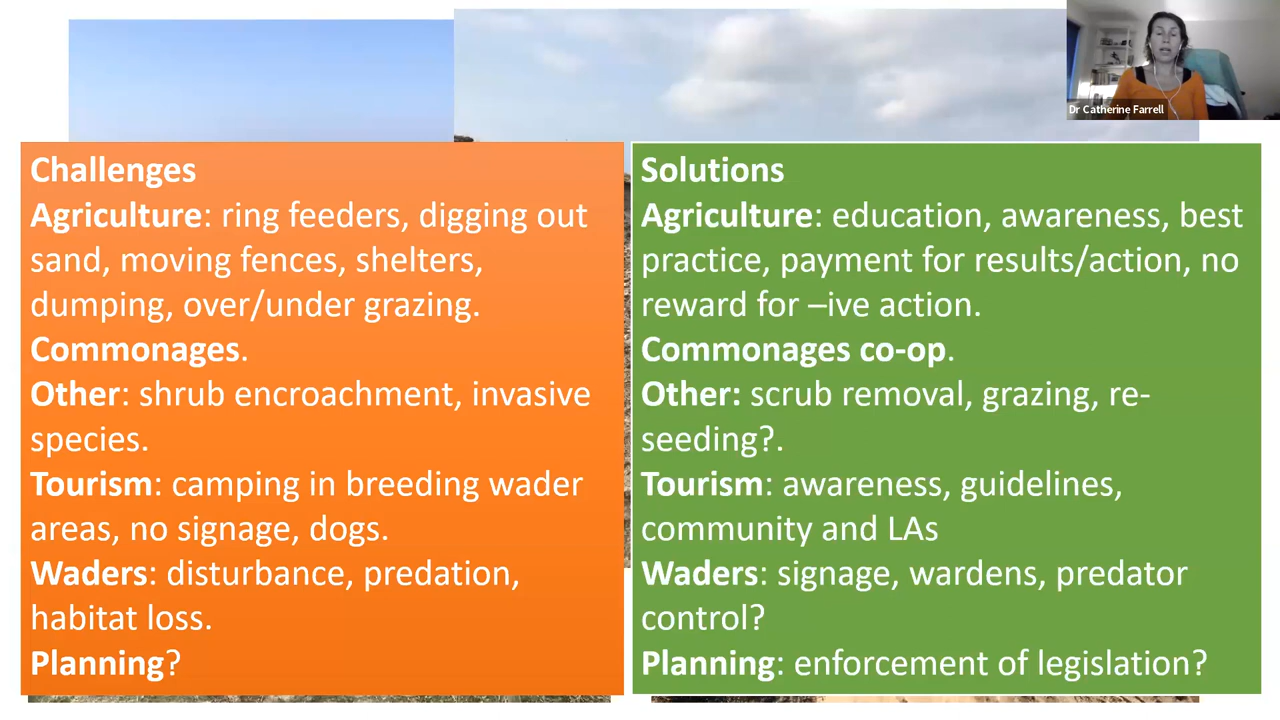 Dr Catherine Farrell
Challenges
Agriculture: ring feeders, digging out
sand, moving fences, shelters,
dumping, over/under grazing.
Commonages.
Other: shrub encroachment, invasive
species.
Tourism: camping in breeding wader
areas, no signage, dogs.
Waders: disturbance, predation,
habitat loss.
Planning?
Solutions
Agriculture: education, awareness, best
practice, payment for results/action, no
reward for –ive action.
Commonages co-op.
Other: scrub removal, grazing, re-
seeding?.
Tourism: awareness, guidelines,
community and LAs
Waders: signage, wardens, predator
control?
Planning: enforcement of legislation?